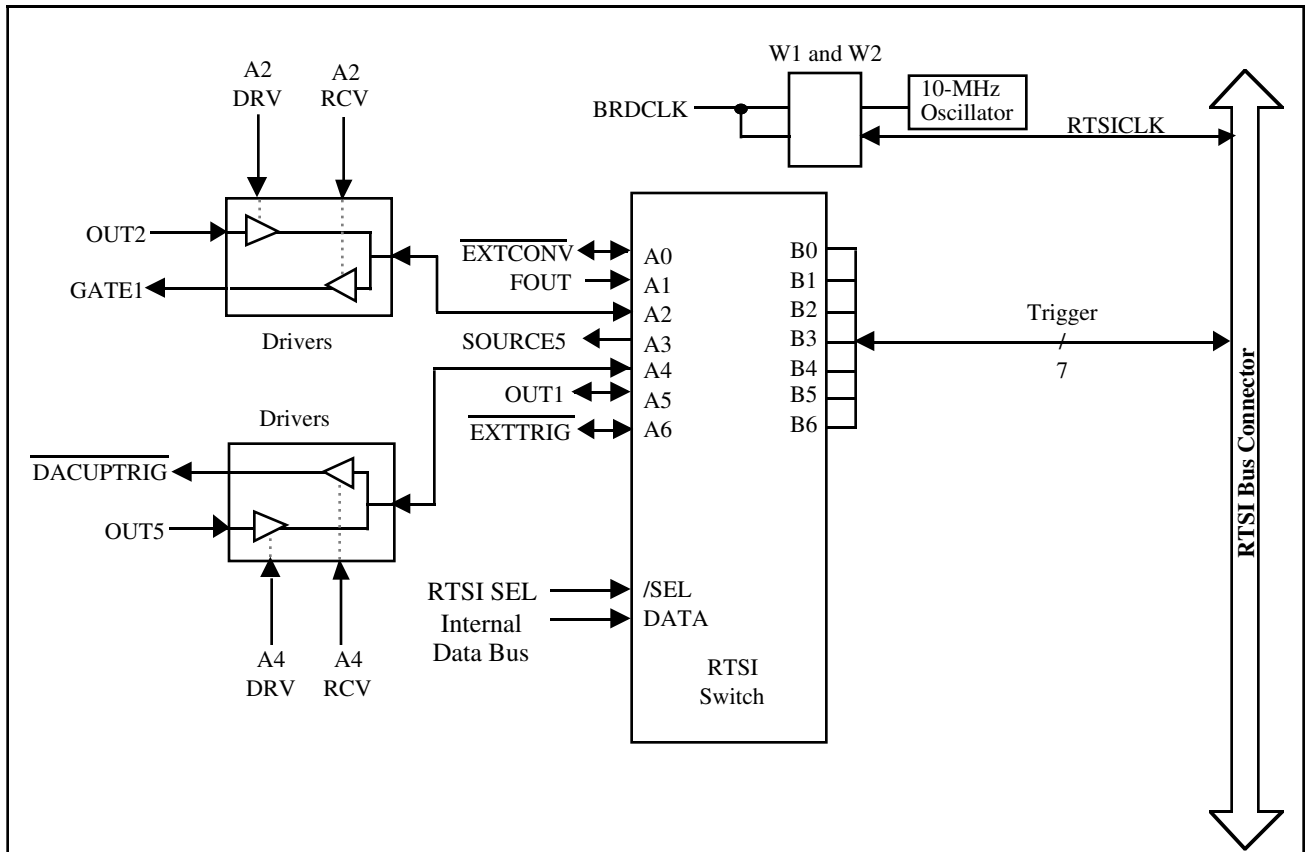 W1 and W2
A2
DRV
A2
RCV
10-MHz
Oscillator
BRDCLK
RTSICLK
OUT2
GATE1
Drivers
EXTCONV
FOUT
SOURCE5
OUT1
EXTTRIG
A0
A1
A2
A3
A4
A5
A6
B0
B1
B2
B3
B4
B5
B6
Trigger
/
7
RTSI Bus Connector
Drivers
DACUPTRIG
OUT5
A4
DRV
A4
RCV
RTSI SEL
Internal
Data Bus
/SEL
DATA
RTSI
Switch